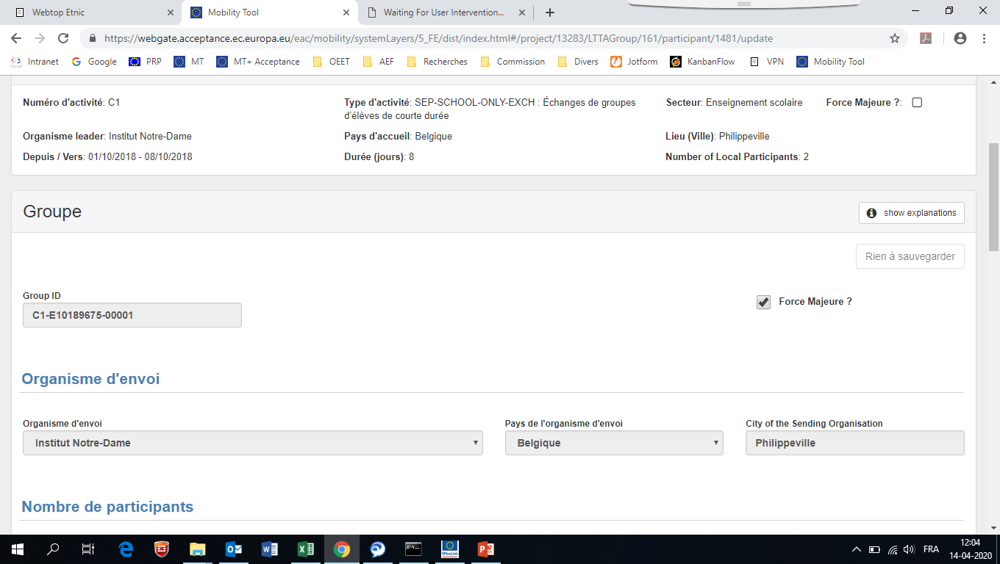 Webtop Etnic
Mobility Tool
Waiting For User Intervention...
https://webgate.acceptance.ec.europa.eu/eac/mobility/systemLayers/5_FE/dist/index.html#/project/13283/LTTAGroup/161/participant/1481/update
Intranet Google PRP MT MT+ Acceptance OEET AEF Recherches Commission Divers Jotform KanbanFlow VPN Mobility Tool
Numéro d'activité: C1
Type d'activité: SEP-SCHOOL-ONLY-EXCH : Échanges de groupes
d'élèves de courte durée
Secteur: Enseignement scolaire
Force Majeure ?:
Organisme leader: Institut Notre-Dame
Pays d'accueil: Belgique
Lieu (Ville): Philippeville
Depuis / Vers: 01/10/2018 - 08/10/2018
Durée (jours): 8
Number of Local Participants: 2
Groupe
show explanations
Rien à sauvegarder
Group ID
C1-E10189675-00001
Force Majeure ?
Organisme d'envoi
Organisme d'envoi
Institut Notre-Dame
Pays de l'organisme d'envoi
Belgique
City of the Sending Organisation
Philippeville
Nombre de participants
FRA
12:04
14-04-2020